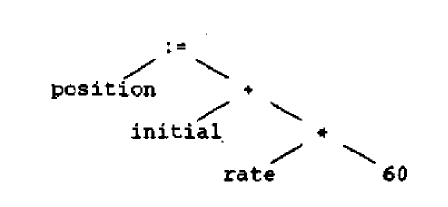 :=
position
+
initial
*
rate
60